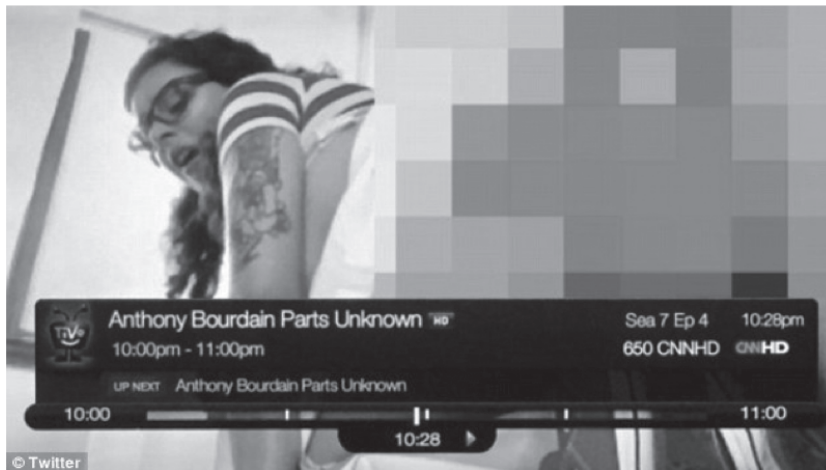 Anthony Bourdain Parts Unknown HD
Sea 7 Ep 4 10:28pm
TiVo
10:00pm - 11:00pm
650 CNNHD CNNHD
UP NEXT Anthony Bourdain Parts Unknown
10:00 11:00
10:28
© Twitter